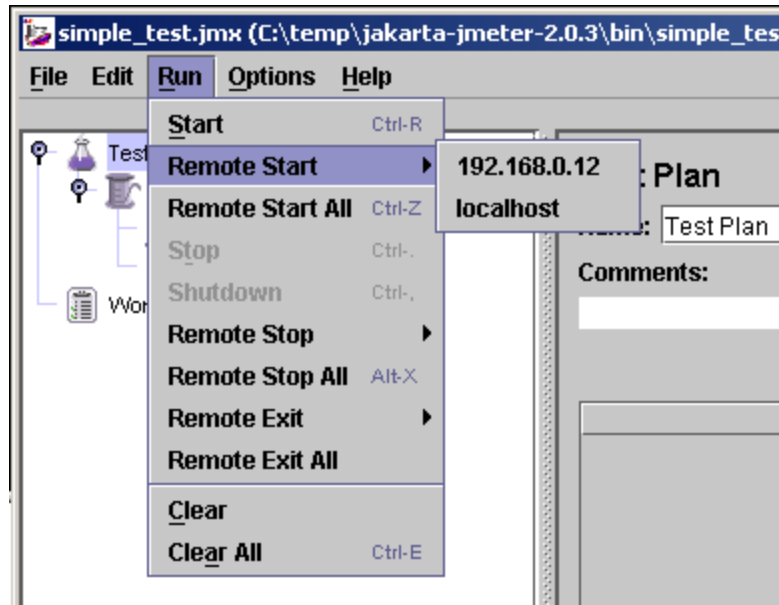 simple_test.jmx (C:\temp\jakarta-jmeter-2.0.3\bin\simple_tes
File Edit Run Options Help
Start Ctrl-R
Remote Start
192.168.0.12
localhost
Remote Start All Ctrl-Z
Stop Ctrl-.
Shutdown Ctrl-,
Remote Stop
Remote Stop All Alt-X
Remote Exit
Remote Exit All
Clear
Clear All Ctrl-E
Test
Wor
Plan
Name: Test Plan
Comments: